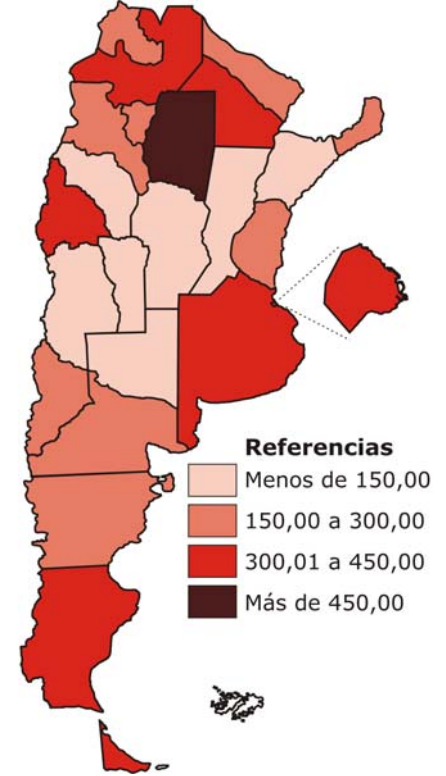 Referencias
Menos de 150,00
150,00 a 300,00
300,01 a 450,00
Más de 450,00